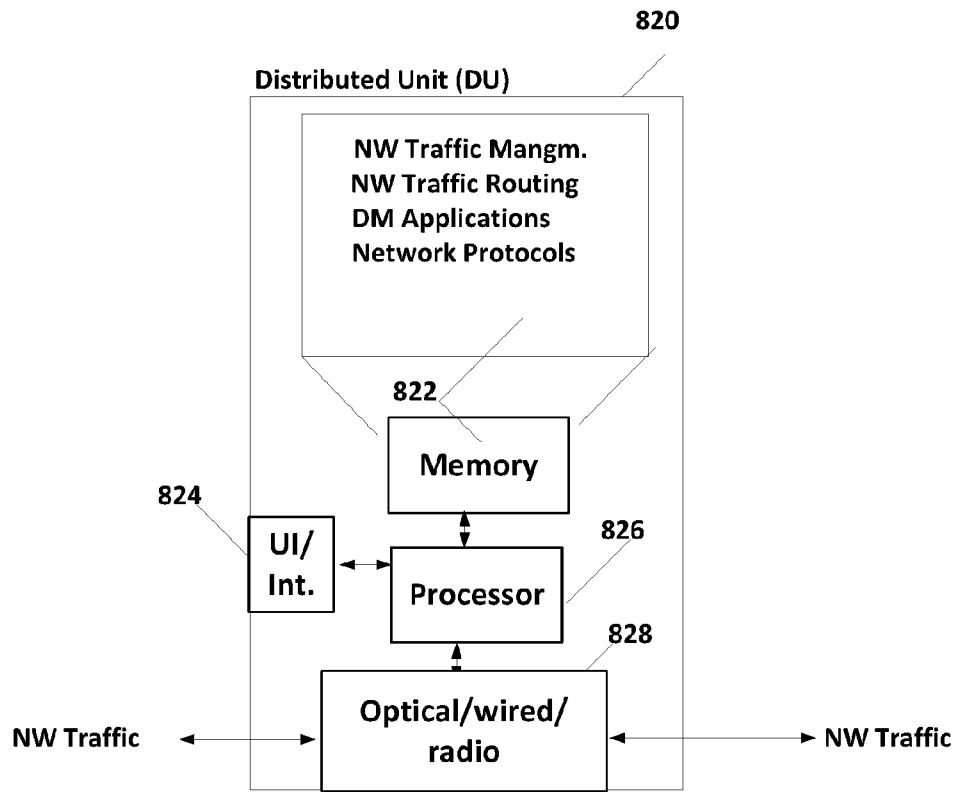 820
Distributed Unit (DU)
NW Traffic Mangm.
NW Traffic Routing
DM Applications
Network Protocols
822
Memory
824
UI/
Int.
826
Processor
828
Optical/wired/
radio
NW Traffic
NW Traffic